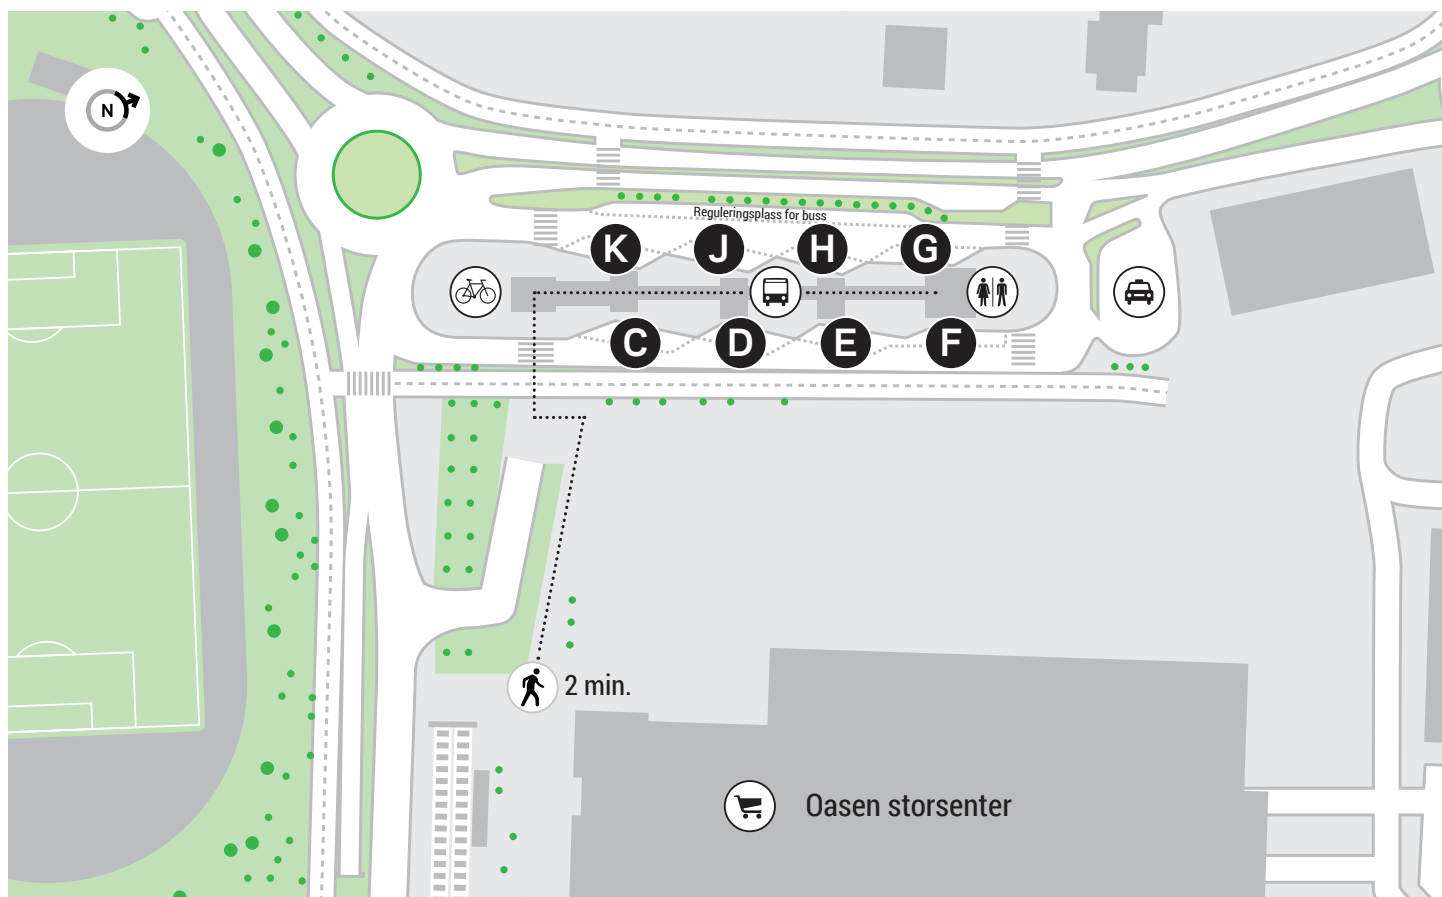 N
Reguleringsplass for buss
K J H G
C D E F
2 min.
Oasen storsenter